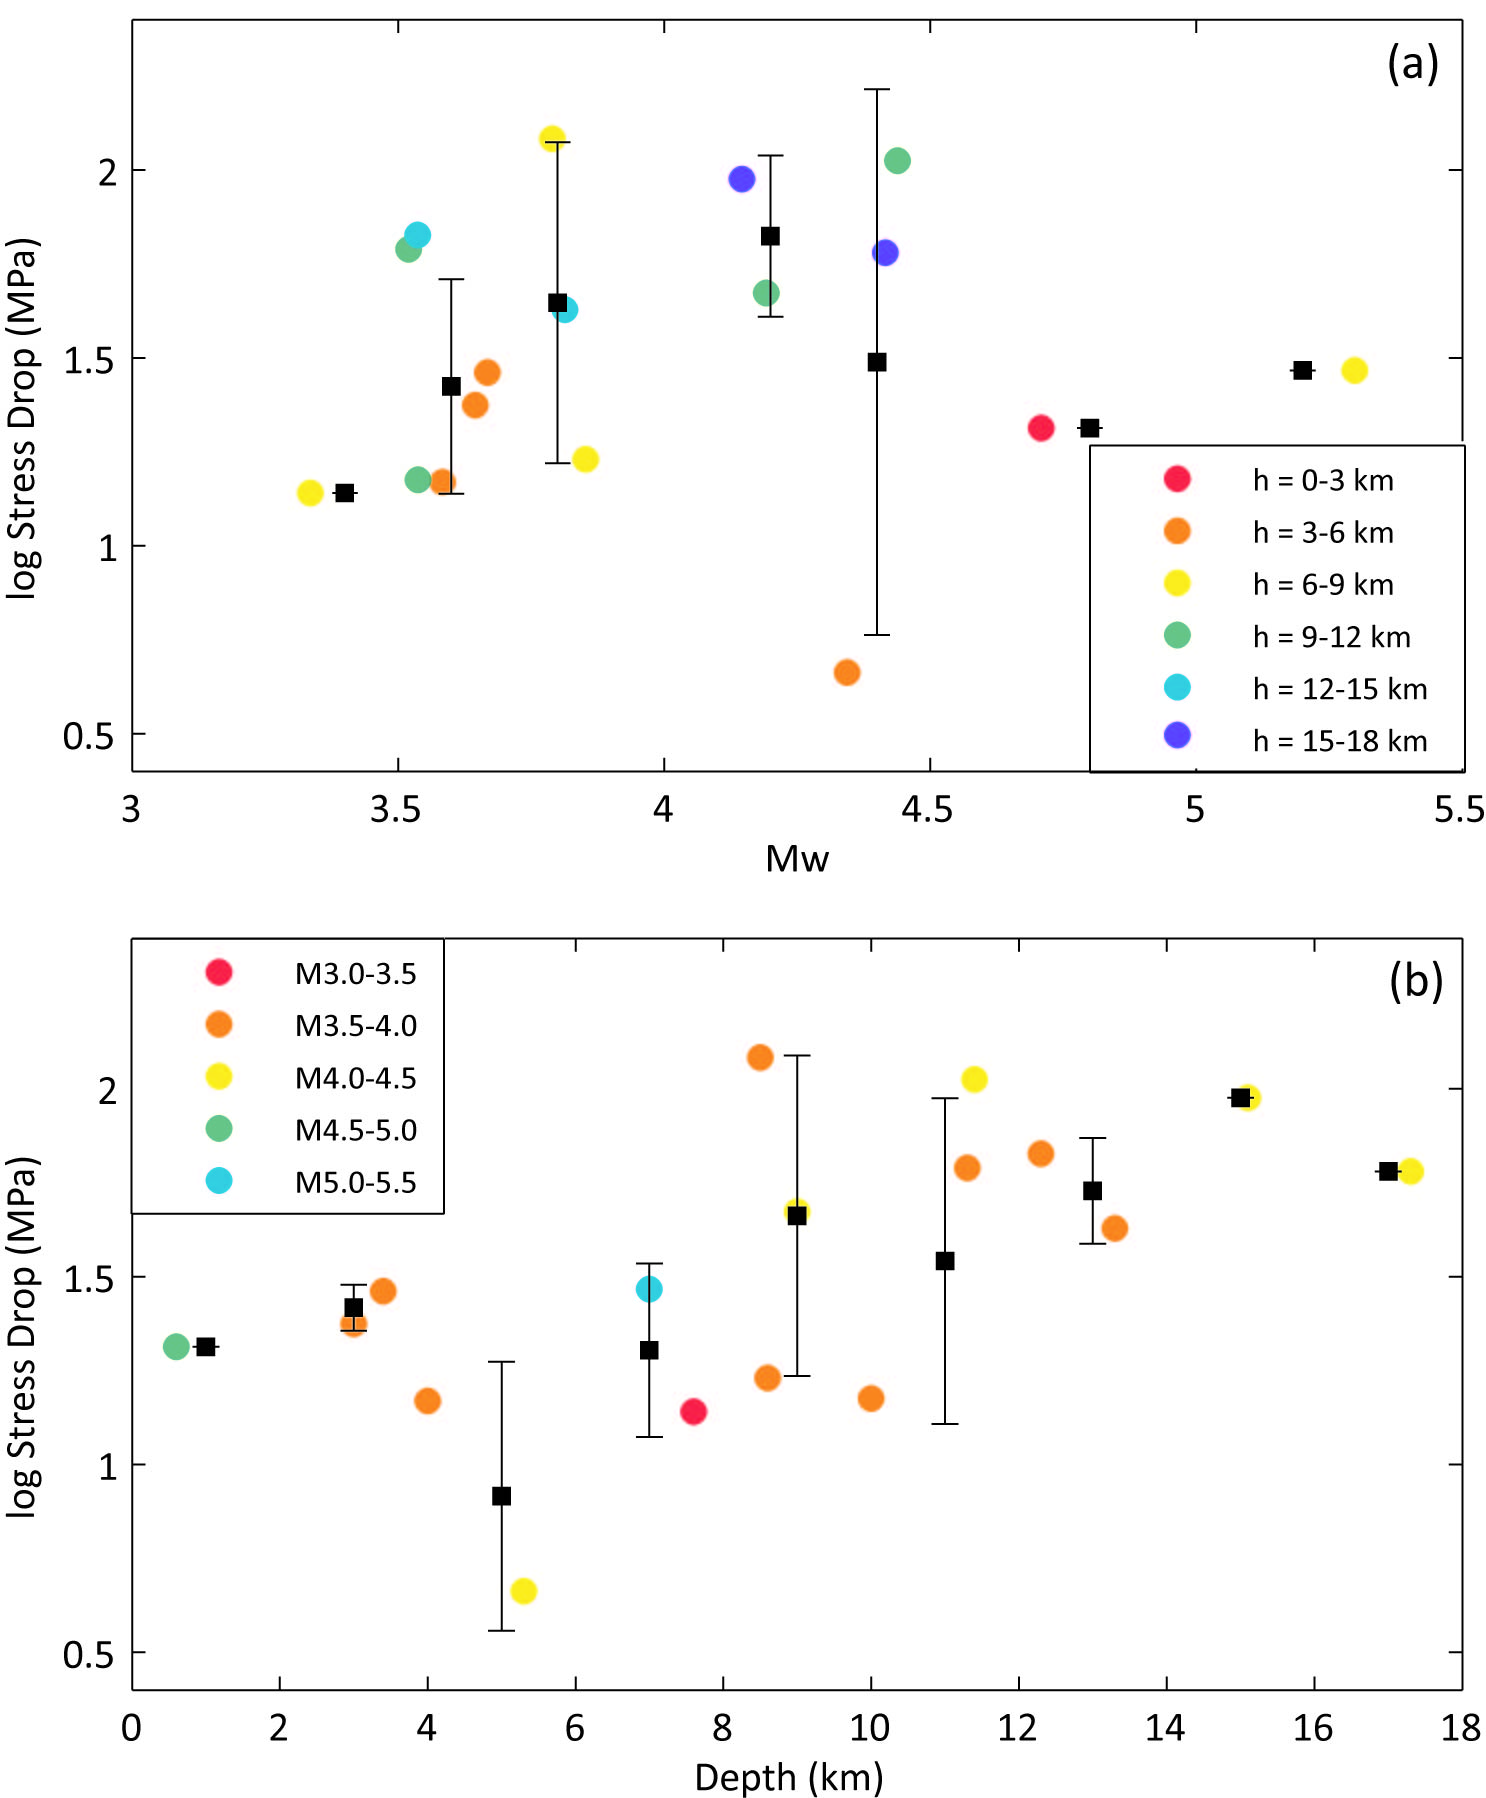 (a)
2
1.5
1
0.5
log Stress Drop (MPa)
h = 0-3 km
h = 3-6 km
h = 6-9 km
h = 9-12 km
h = 12-15 km
h = 15-18 km
3 3.5 4 4.5 5 5.5
Mw
(b)
M3.0-3.5
M3.5-4.0
M4.0-4.5
M4.5-5.0
M5.0-5.5
2
1.5
1
0.5
log Stress Drop (MPa)
0 2 4 6 8 10 12 14 16 18
Depth (km)